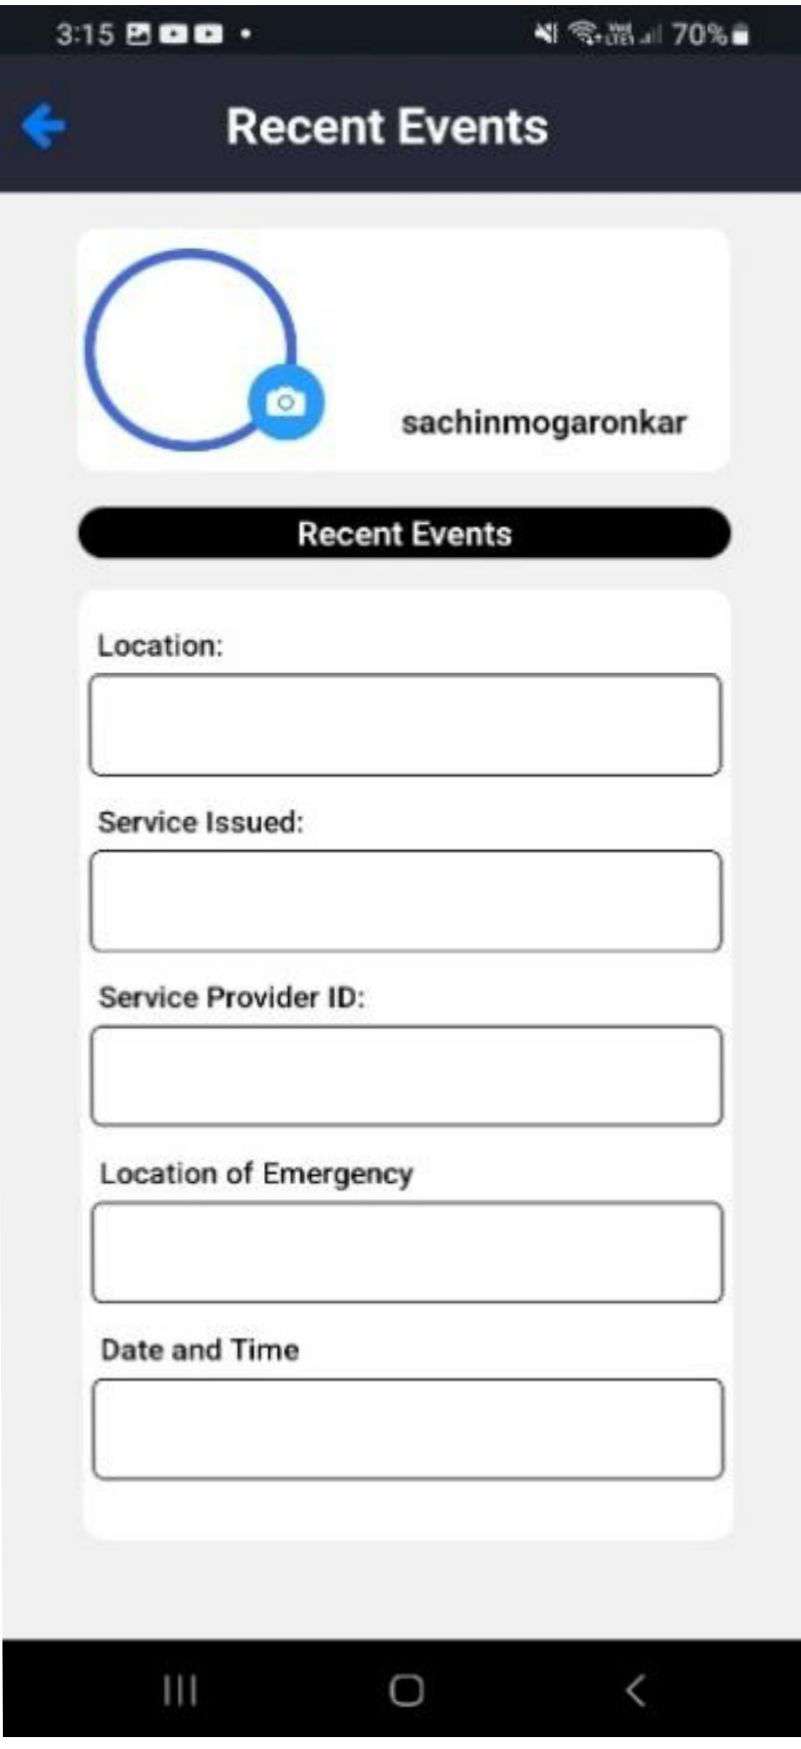 3:15 70%
Recent Events
sachinmogaronkar
Recent Events
Location:
Service Issued:
Service Provider ID:
Location of Emergency
Date and Time